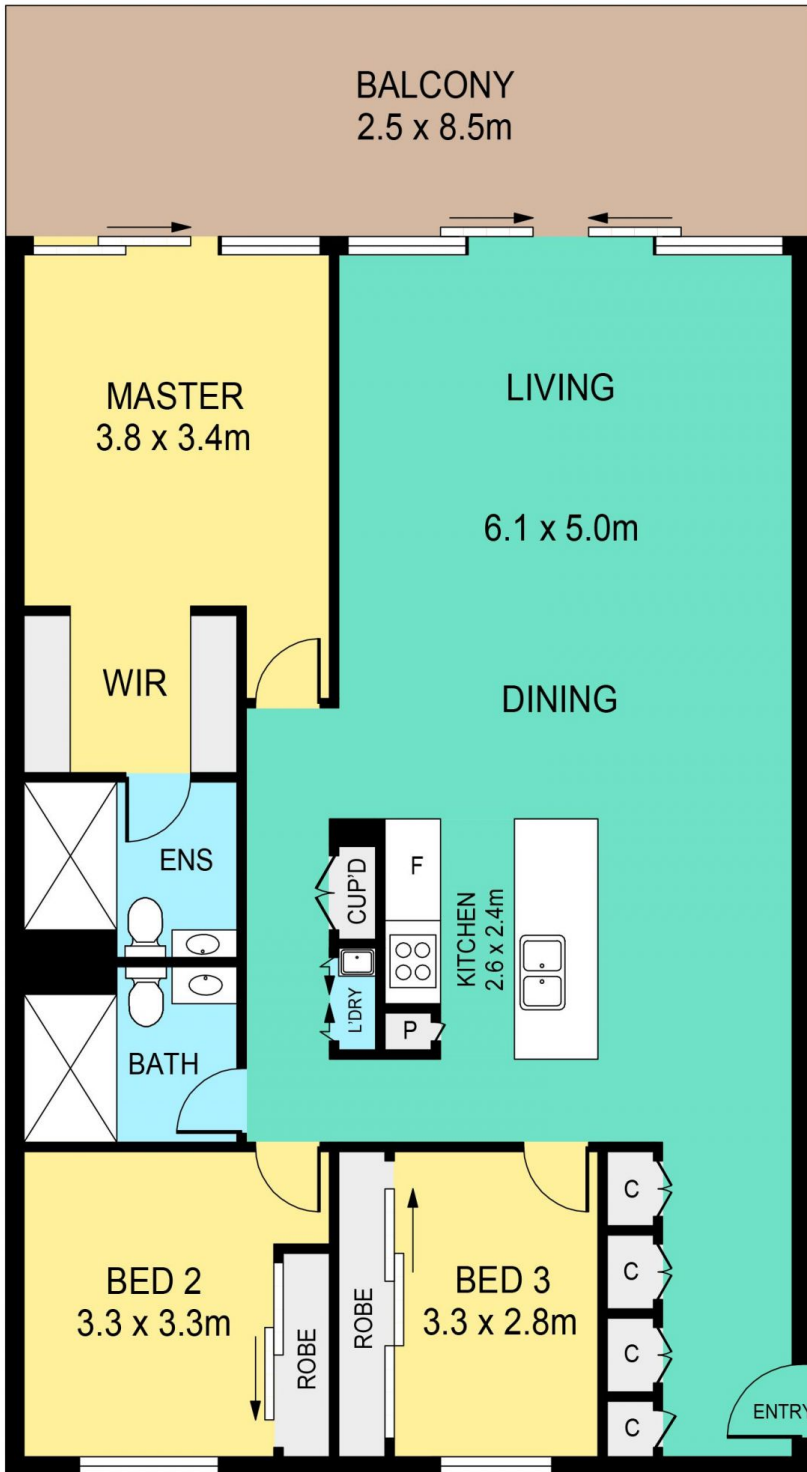 BALCONY
2.5 x 8.5m
MASTER
3.8 x 3.4m
LIVING
6.1 x 5.0m
WIR
DINING
ENS
CUP'D
F
KITCHEN
2.6 x 2.4m
L'DRY
P
BATH
BED 2
3.3 x 3.3m
ROBE
ROBE
BED 3
3.3 x 2.8m
C
C
C
C
ENTRY